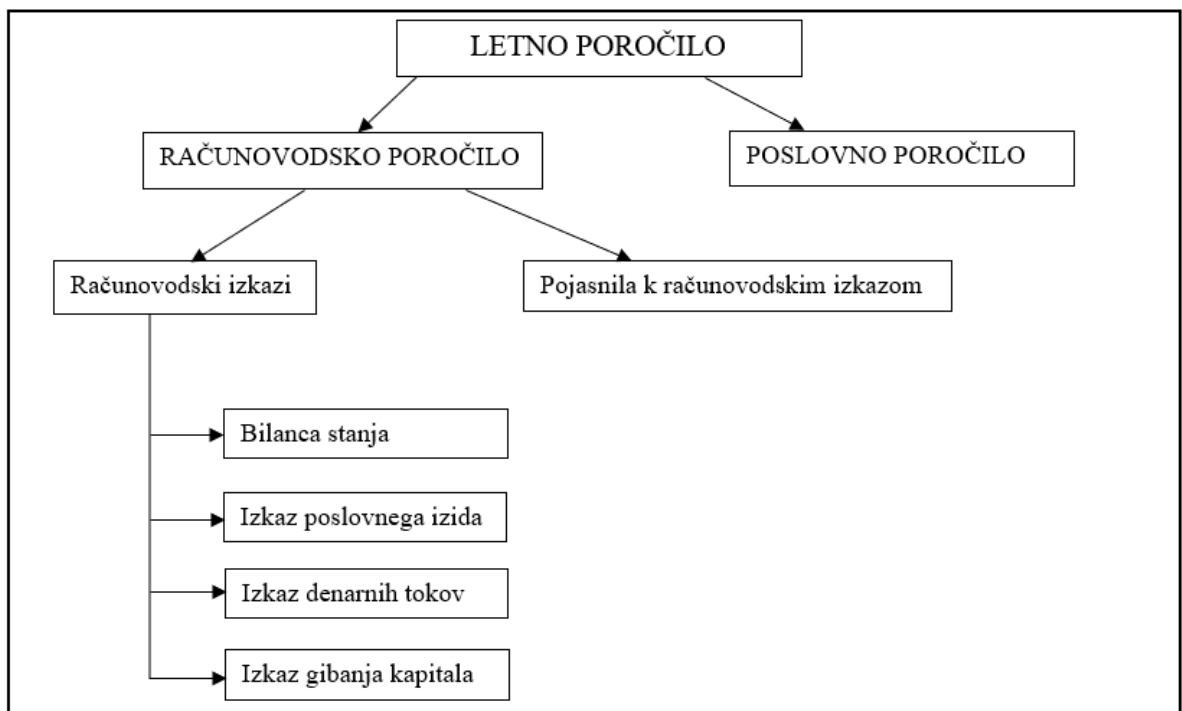 LETNO POROČILO
RAČUNOVODSKO POROČILO
POSLOVNO POROČILO
Računovodski izkazi
Pojasnila k računovodskim izkazom
Bilanca stanja
Izkaz poslovnega izida
Izkaz denarnih tokov
Izkaz gibanja kapitala